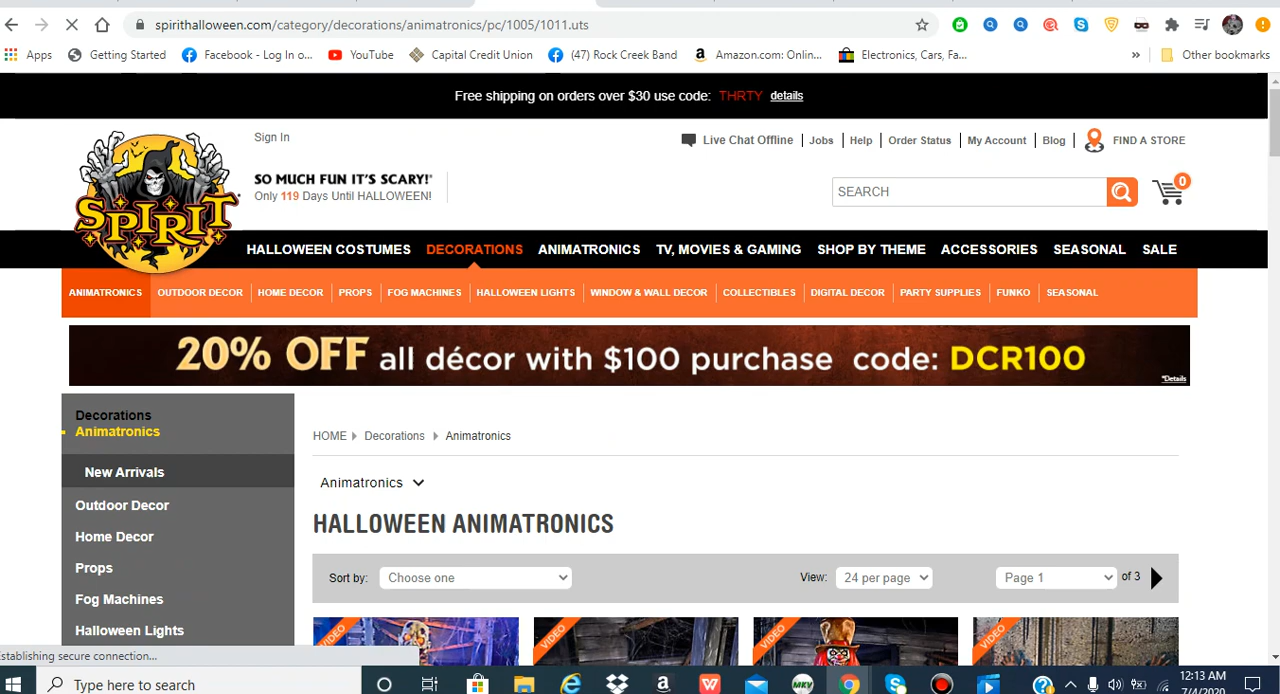 spirithalloween.com/category/decorations/animatronics/pc/1005/1011.uts
Apps Getting Started Facebook - Log In o... YouTube Capital Credit Union (47) Rock Creek Band Amazon.com: Onlin... Electronics, Cars, Fa... » Other bookmarks
Free shipping on orders over $30 use code: THRTY details
Sign In
Live Chat Offline Jobs Help Order Status My Account Blog FIND A STORE
SPIRIT
SO MUCH FUN IT'S SCARY!
Only 119 Days Until HALLOWEEN!
SEARCH
0
HALLOWEEN COSTUMES DECORATIONS ANIMATRONICS TV, MOVIES & GAMING SHOP BY THEME ACCESSORIES SEASONAL SALE
ANIMATRONICS OUTDOOR DECOR HOME DECOR PROPS FOG MACHINES HALLOWEEN LIGHTS WINDOW & WALL DECOR COLLECTIBLES DIGITAL DECOR PARTY SUPPLIES FUNKO SEASONAL
20% OFF all décor with $100 purchase code: DCR100
*Details
Decorations
Animatronics
New Arrivals
Outdoor Decor
Home Decor
Props
Fog Machines
Halloween Lights
HOME Decorations Animatronics
Animatronics
HALLOWEEN ANIMATRONICS
Sort by: Choose one View: 24 per page Page 1 of 3
VIDEO VIDEO VIDEO VIDEO
Establishing secure connection...
Type here to search
MKV
12:13 AM
7/4/2020